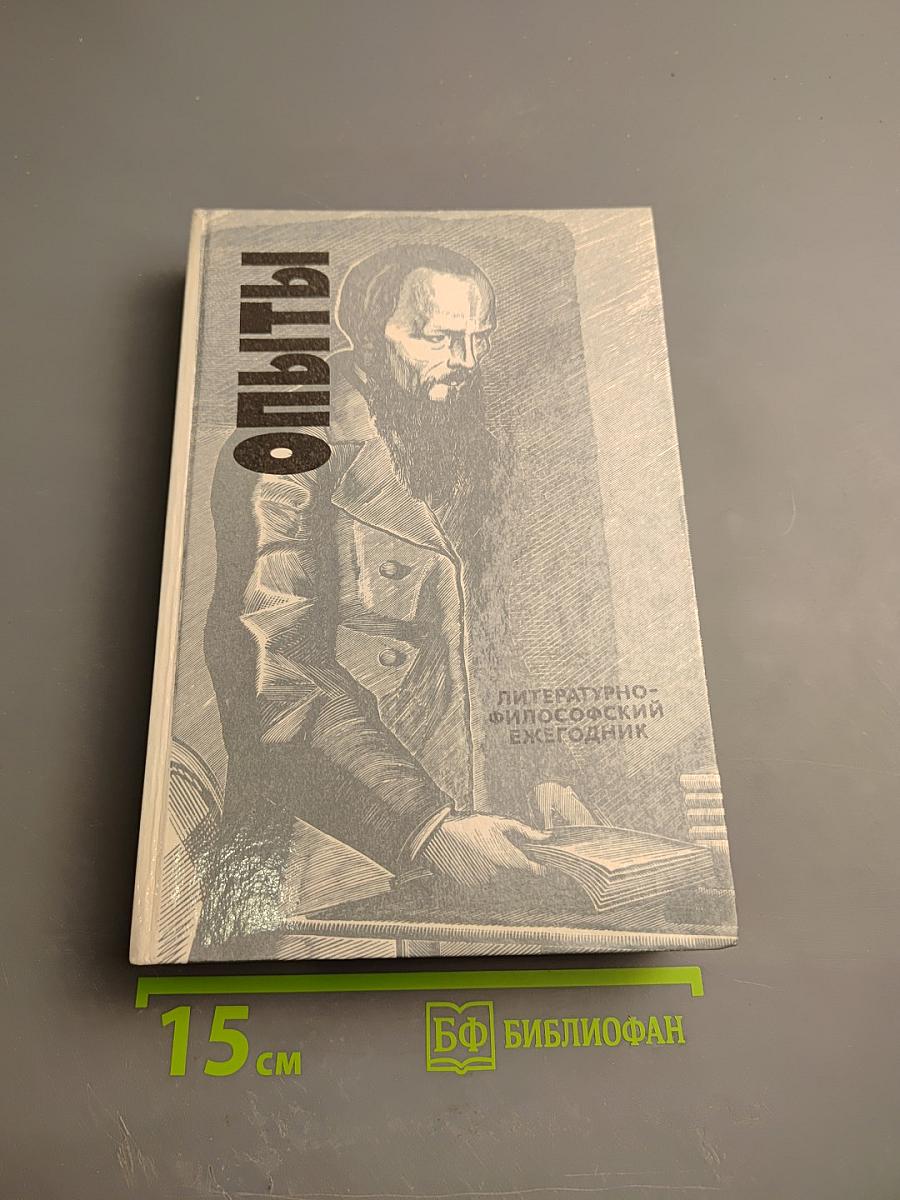 ОПЫТЫ
ЛИТЕРАТУРНО-
ФИЛОСОФСКИЙ
ЕЖЕГОДНИК
15 см
БФ БИБЛИОФАН